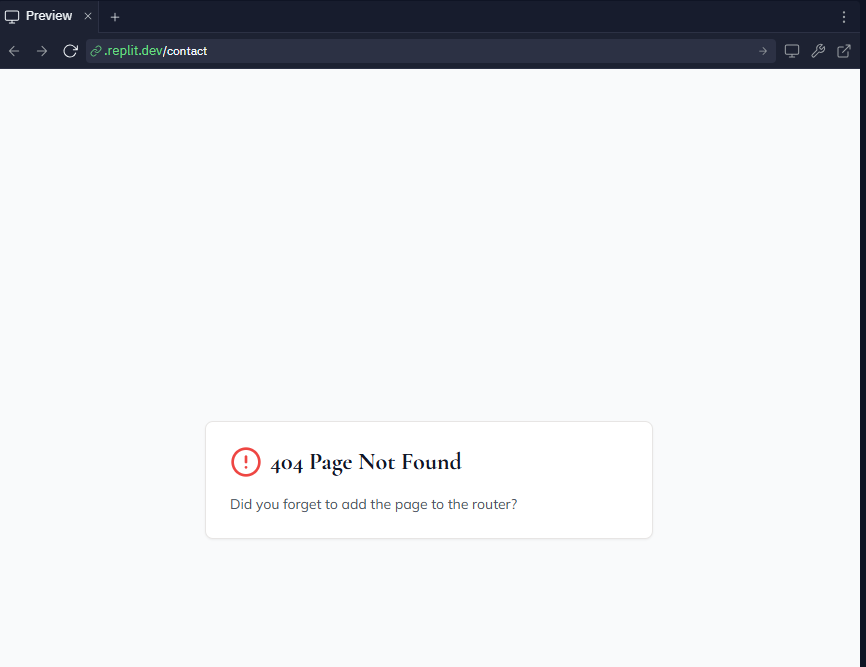 Preview
.replit.dev/contact
404 Page Not Found
Did you forget to add the page to the router?